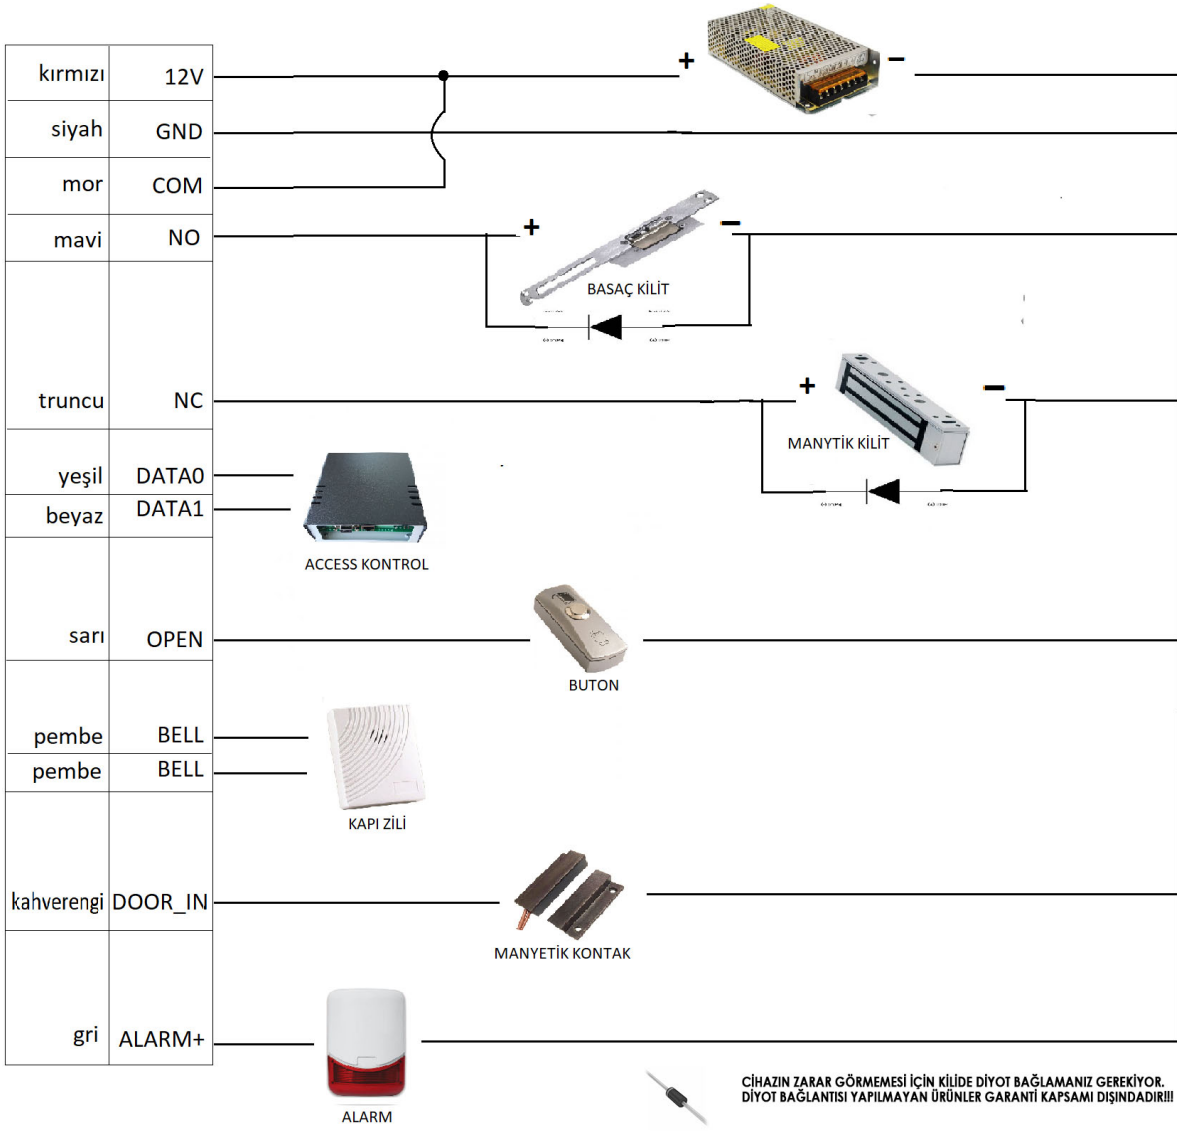 kırmızı 12V + −
siyah GND
mor COM
mavi NO + −
BASAÇ KİLİT
truncu NC + −
MANYTİK KİLİT
yeşil DATA0
beyaz DATA1
ACCESS KONTROL
sarı OPEN
BUTON
pembe BELL
pembe BELL
KAPI ZİLİ
kahverengi DOOR_IN
MANYETİK KONTAK
gri ALARM+
ALARM
CİHAZIN ZARAR GÖRMEMESİ İÇİN KİLİDE DİYOT BAĞLAMANIZ GEREKİYOR.
DİYOT BAĞLANTISI YAPILMAYAN ÜRÜNLER GARANTİ KAPSAMI DIŞINDADIR!!!